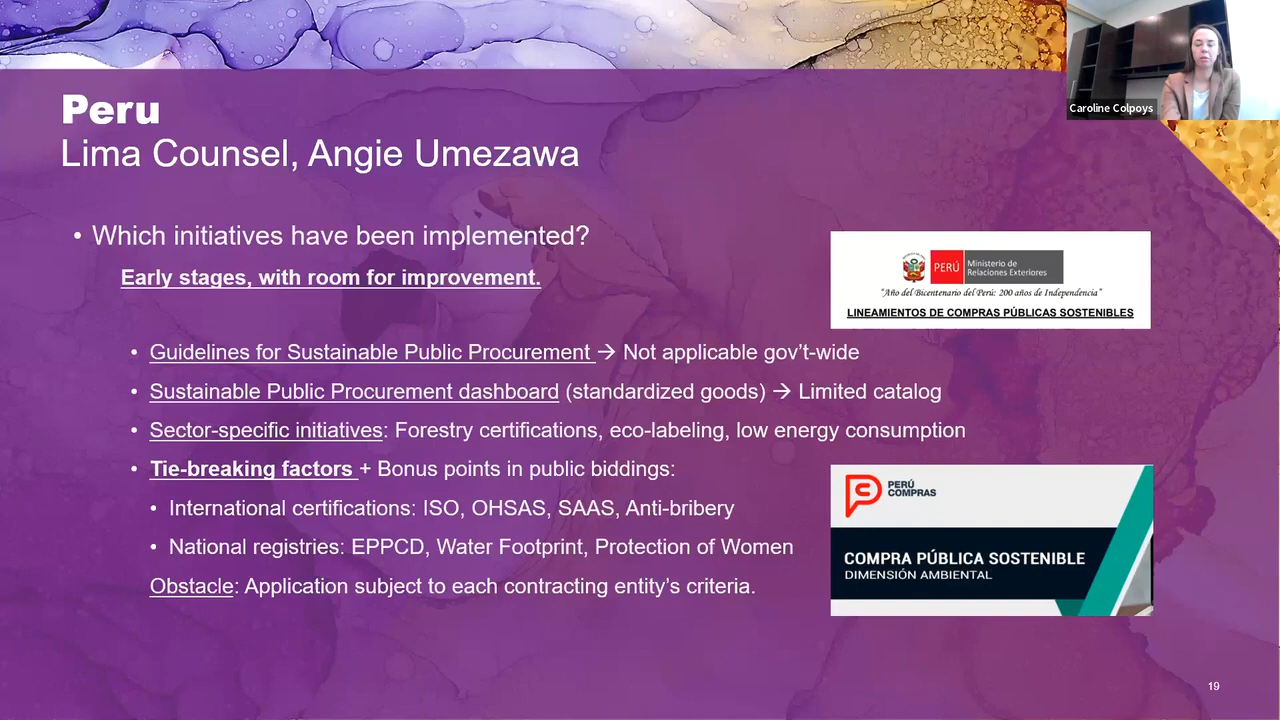 Caroline Colpoys
Peru
Lima Counsel, Angie Umezawa
• Which initiatives have been implemented?
Early stages, with room for improvement.
PERÚ
Ministerio de
Relaciones Exteriores
“Año del Bicentenario del Perú: 200 años de Independencia”
LINEAMIENTOS DE COMPRAS PÚBLICAS SOSTENIBLES
• Guidelines for Sustainable Public Procurement → Not applicable gov’t-wide
• Sustainable Public Procurement dashboard (standardized goods) → Limited catalog
• Sector-specific initiatives: Forestry certifications, eco-labeling, low energy consumption
• Tie-breaking factors + Bonus points in public biddings:
• International certifications: ISO, OHSAS, SAAS, Anti-bribery
• National registries: EPPCD, Water Footprint, Protection of Women
Obstacle: Application subject to each contracting entity’s criteria.
PERÚ
COMPRAS
COMPRA PÚBLICA SOSTENIBLE
DIMENSIÓN AMBIENTAL
19